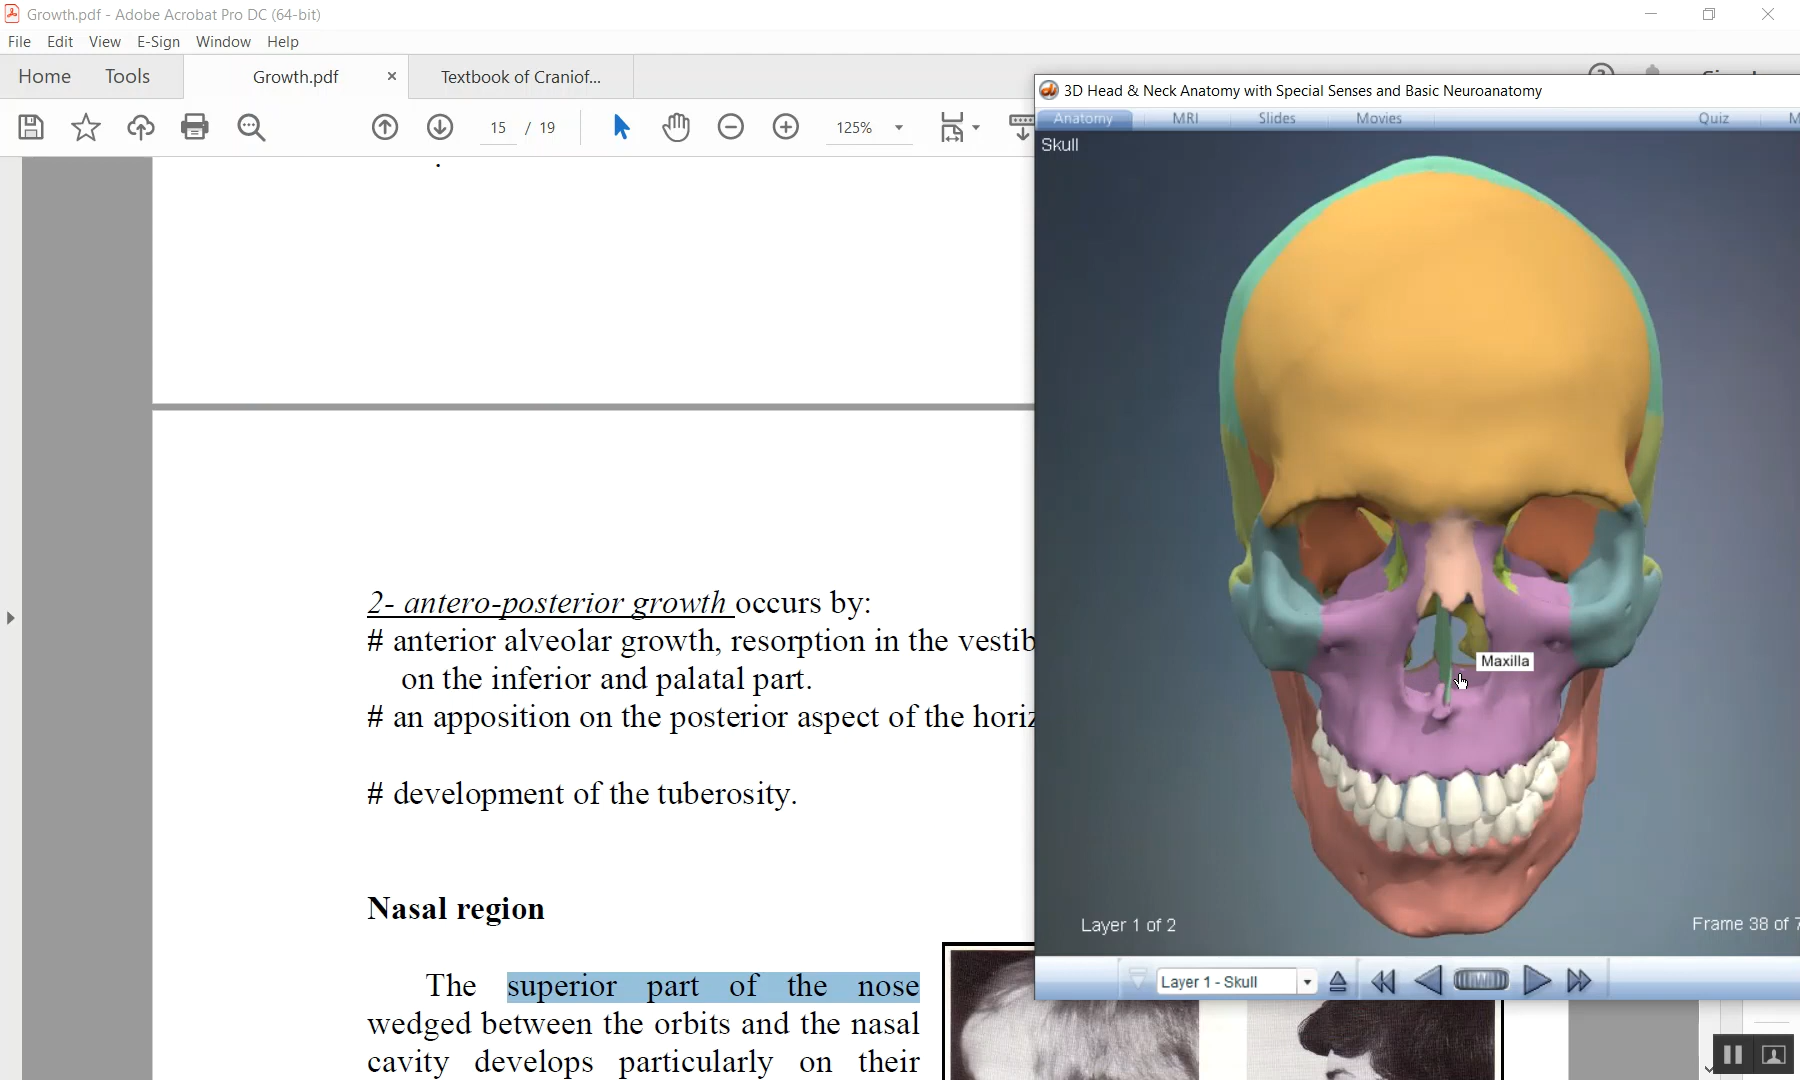 Growth.pdf - Adobe Acrobat Pro DC (64-bit)
File Edit View E-Sign Window Help
Home Tools Growth.pdf × Textbook of Craniof...
15 / 19 125%
3D Head & Neck Anatomy with Special Senses and Basic Neuroanatomy
Anatomy MRI Slides Movies Quiz M
Skull
Maxilla
Layer 1 of 2 Frame 38 of 7
Layer 1 - Skull
2- antero-posterior growth occurs by:
# anterior alveolar growth, resorption in the vestib
on the inferior and palatal part.
# an apposition on the posterior aspect of the horiz
# development of the tuberosity.
Nasal region
The superior part of the nose
wedged between the orbits and the nasal
cavity develops particularly on their